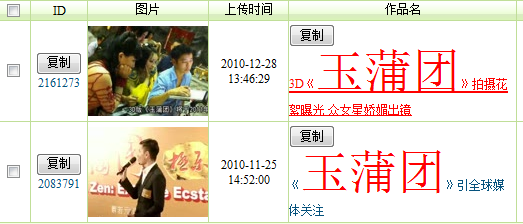 ID 图片 上传时间 作品名
复制
2161273
2010-12-28
13:46:29
复制
3D《玉蒲团》拍摄花
絮曝光 众女星娇媚出镜
复制
2083791
Zen: Extreme Ecsta
2010-11-25
14:52:00
复制
《玉蒲团》引全球媒
体关注